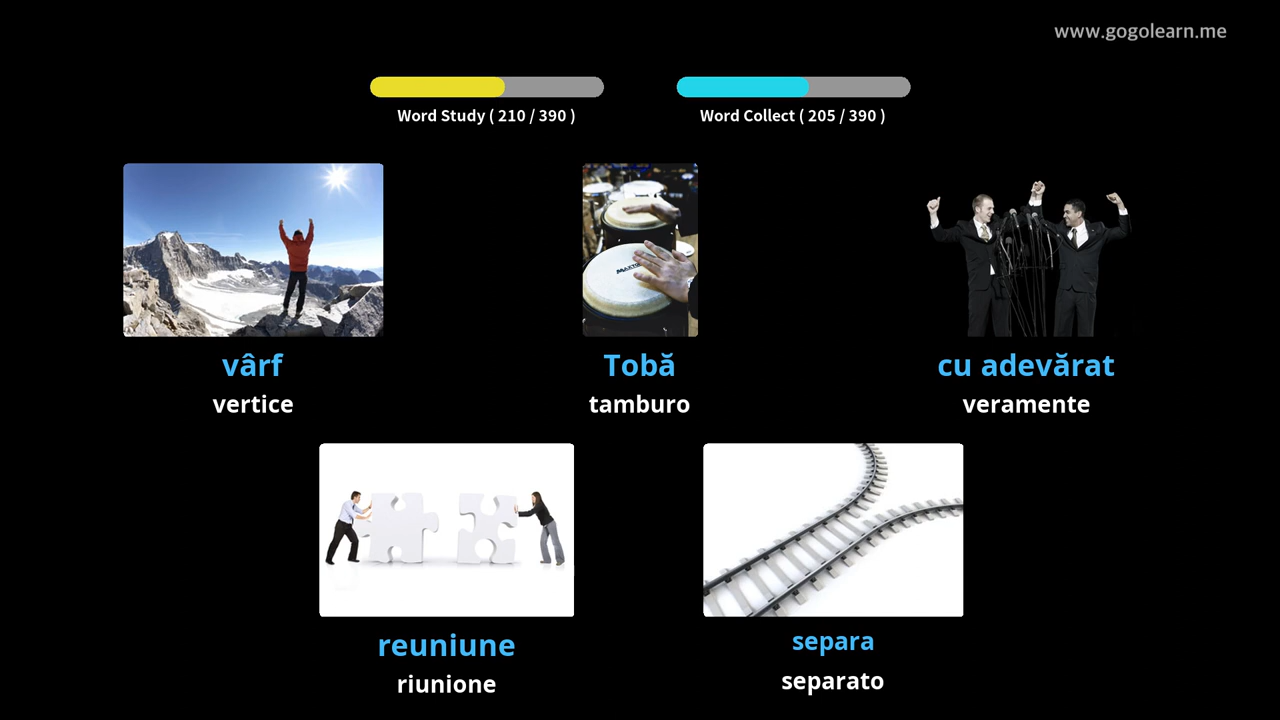 www.gogolearn.me
Word Study ( 210 / 390 )
Word Collect ( 205 / 390 )
vârf
vertice
Tobă
tamburo
cu adevărat
veramente
reuniune
riunione
separa
separato